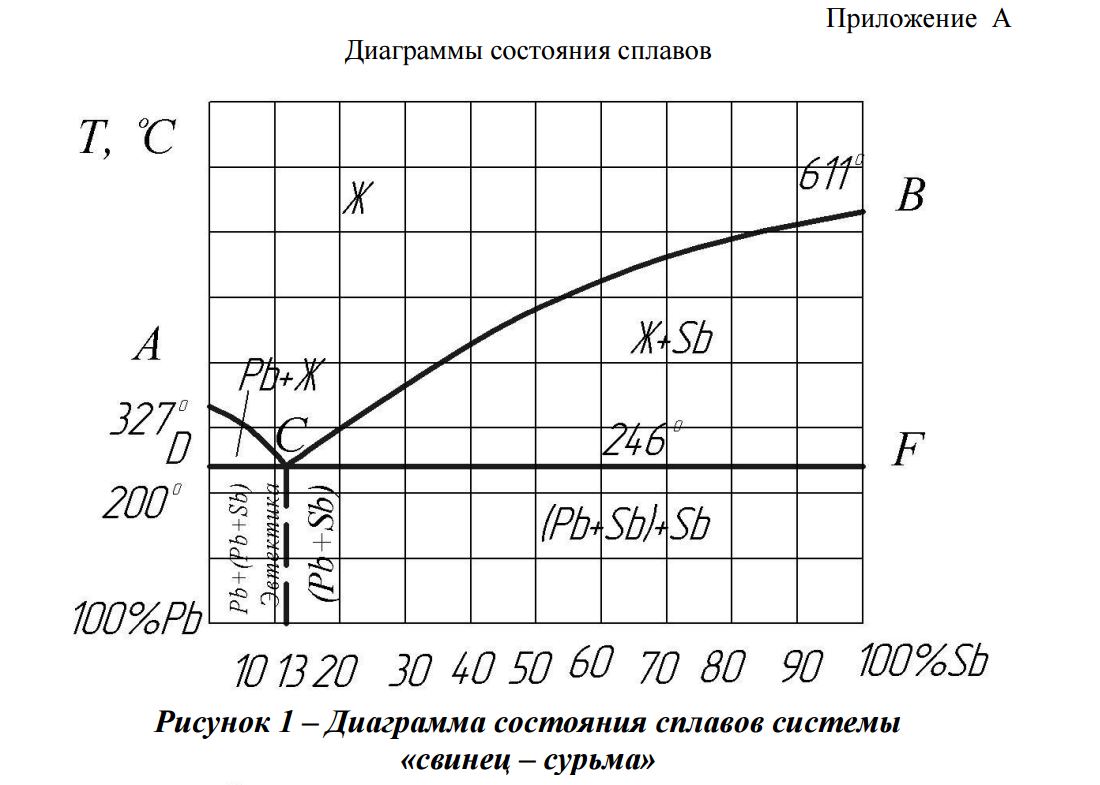 Приложение А
Диаграммы состояния сплавов
T, °C
Ж
611°
B
A
Ж+Sb
Pb+Ж
327°
C
246°
D
F
200°
Pb+(Pb+Sb)
Эвтектика
(Pb+Sb)
(Pb+Sb)+Sb
100%Pb
10 13 20 30 40 50 60 70 80 90 100%Sb
Рисунок 1 – Диаграмма состояния сплавов системы
«свинец – сурьма»